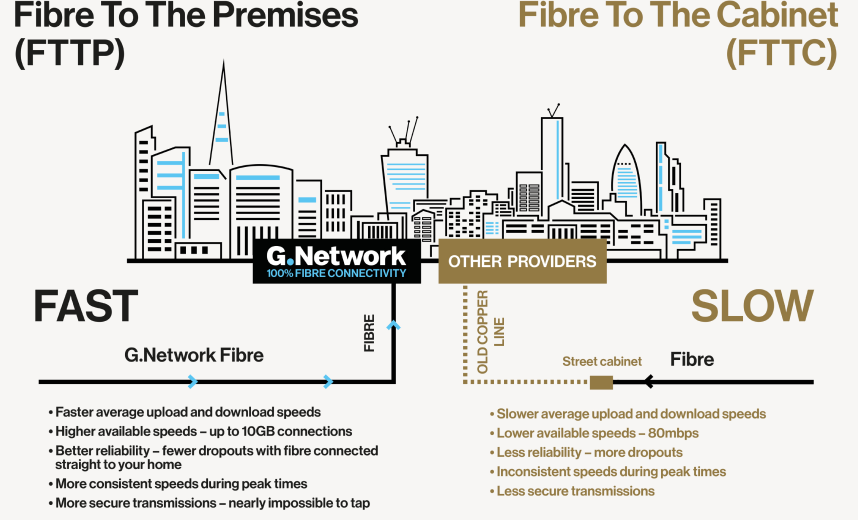 Fibre To The Premises
(FTTP)
Fibre To The Cabinet
(FTTC)
G.Network
100% FIBRE CONNECTIVITY
OTHER PROVIDERS
FAST
SLOW
FIBRE
OLD COPPER
LINE
G.Network Fibre
Street cabinet
Fibre
• Faster average upload and download speeds
• Higher available speeds – up to 10GB connections
• Better reliability – fewer dropouts with fibre connected
straight to your home
• More consistent speeds during peak times
• More secure transmissions – nearly impossible to tap
• Slower average upload and download speeds
• Lower available speeds – 80mbps
• Less reliability – more dropouts
• Inconsistent speeds during peak times
• Less secure transmissions